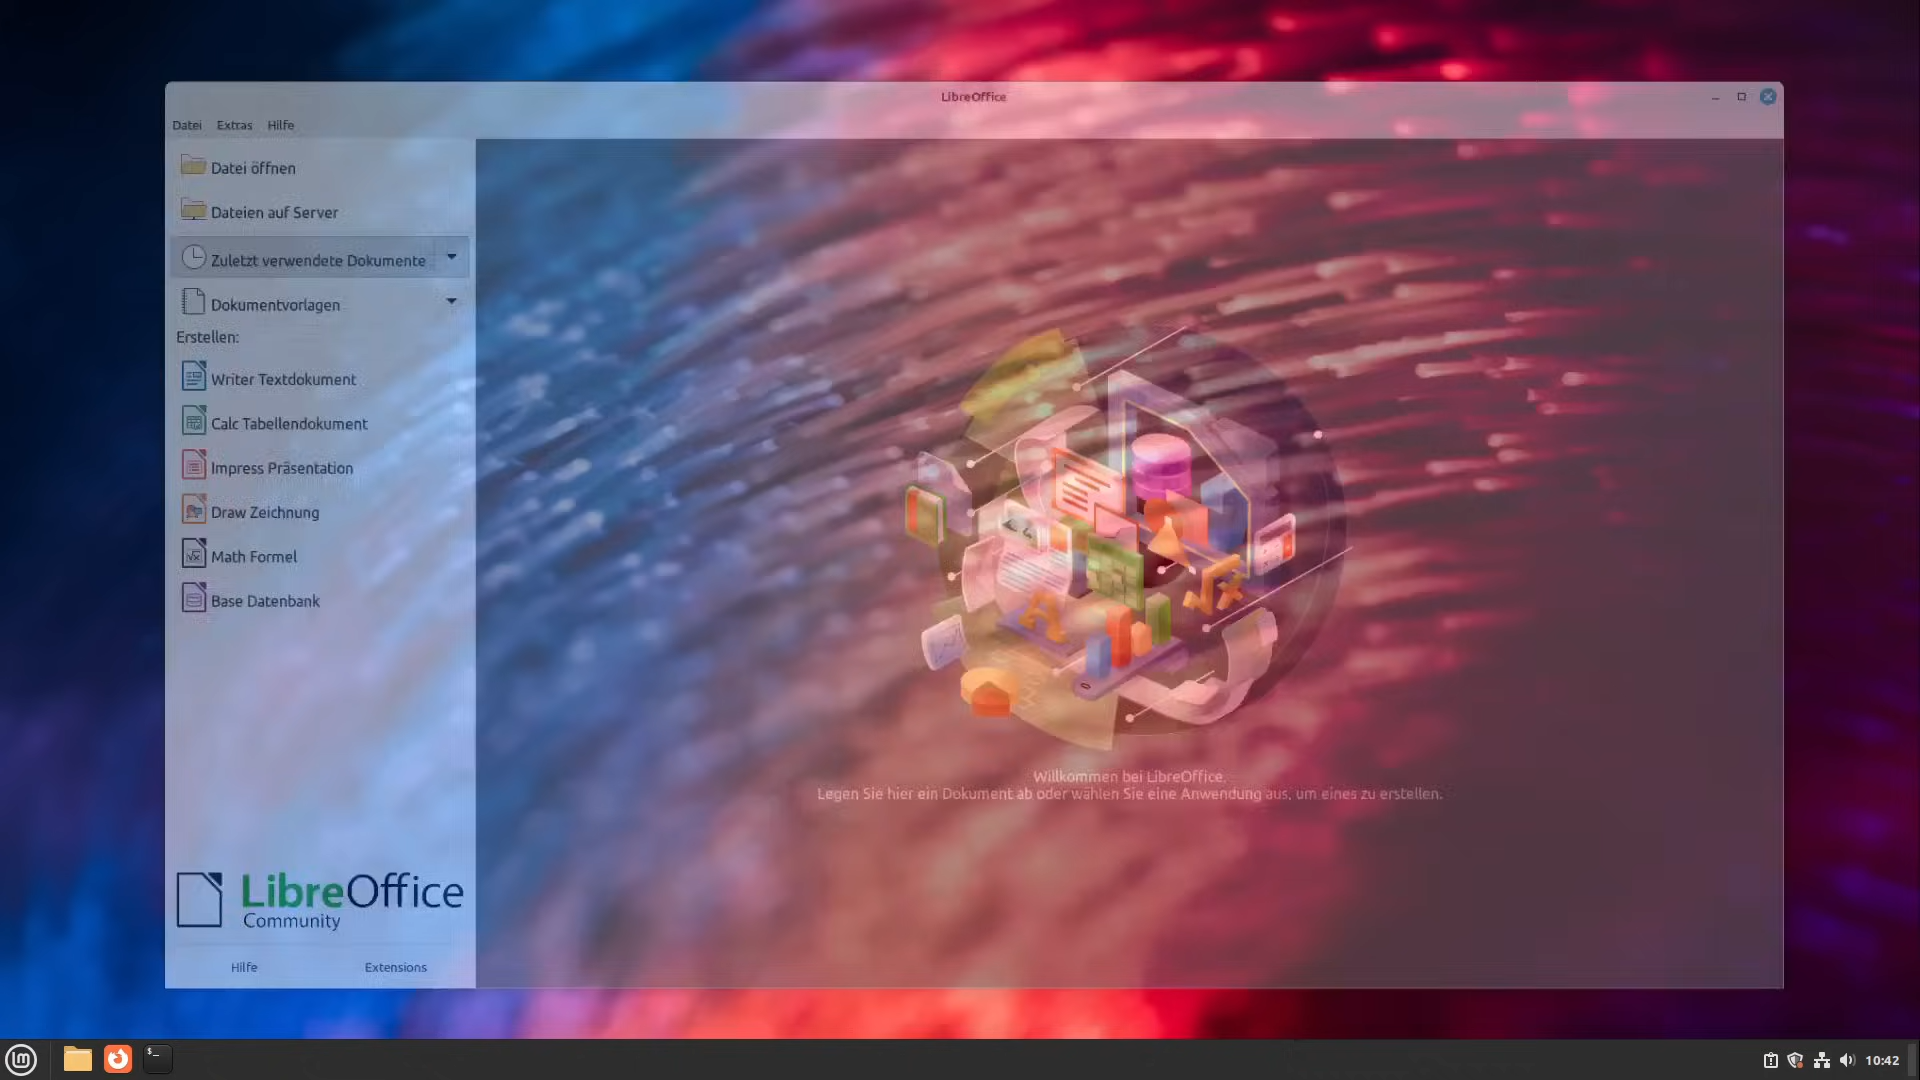 LibreOffice
Datei Extras Hilfe
Datei öffnen
Dateien auf Server
Zuletzt verwendete Dokumente
Dokumentvorlagen
Erstellen:
Writer Textdokument
Calc Tabellendokument
Impress Präsentation
Draw Zeichnung
Math Formel
Base Datenbank
Willkommen bei LibreOffice.
Legen Sie hier ein Dokument ab oder wählen Sie eine Anwendung aus, um eines zu erstellen.
LibreOffice
Community
Hilfe Extensions
10:42